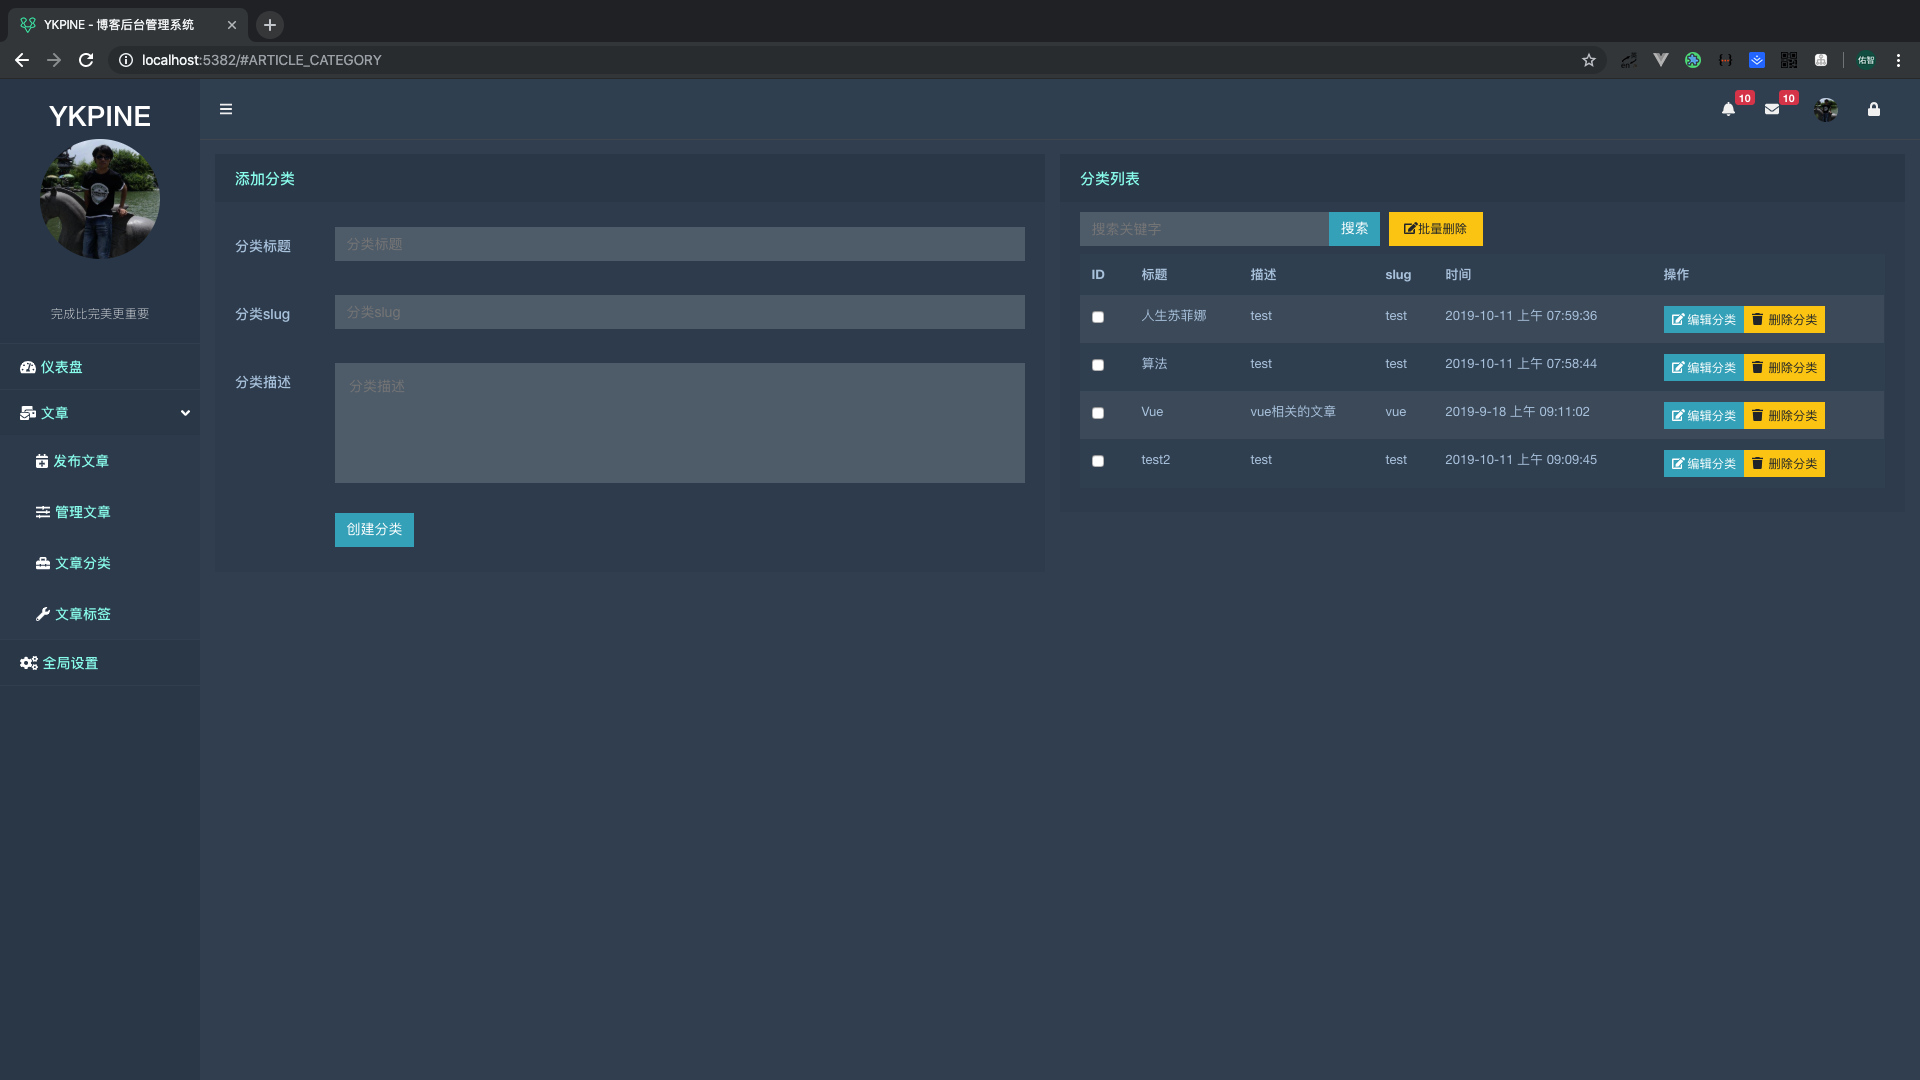 YKPINE - 博客后台管理系统
localhost:5382/#ARTICLE_CATEGORY
佑智
YKPINE
10
10
完成比完美更重要
仪表盘
文章
发布文章
管理文章
文章分类
文章标签
全局设置
添加分类
分类标题 分类标题
分类slug 分类slug
分类描述 分类描述
创建分类
分类列表
搜索关键字 搜索 批量删除
ID 标题 描述 slug 时间 操作
人生苏菲娜 test test 2019-10-11 上午 07:59:36 编辑分类 删除分类
算法 test test 2019-10-11 上午 07:58:44 编辑分类 删除分类
Vue vue相关的文章 vue 2019-9-18 上午 09:11:02 编辑分类 删除分类
test2 test test 2019-10-11 上午 09:09:45 编辑分类 删除分类